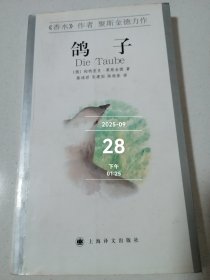 《香水》作者 聚斯金德力作
鸽子
Die Taube
2025-09
28
下午
01:25
上海译文出版社